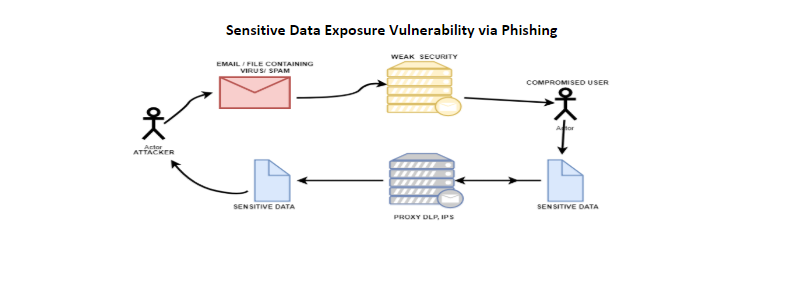 Sensitive Data Exposure Vulnerability via Phishing
EMAIL / FILE CONTAINING
VIRUS/ SPAM
WEAK SECURITY
COMPROMISED USER
Actor
Actor
ATTACKER
SENSITIVE DATA
PROXY DLP, IPS
SENSITIVE DATA